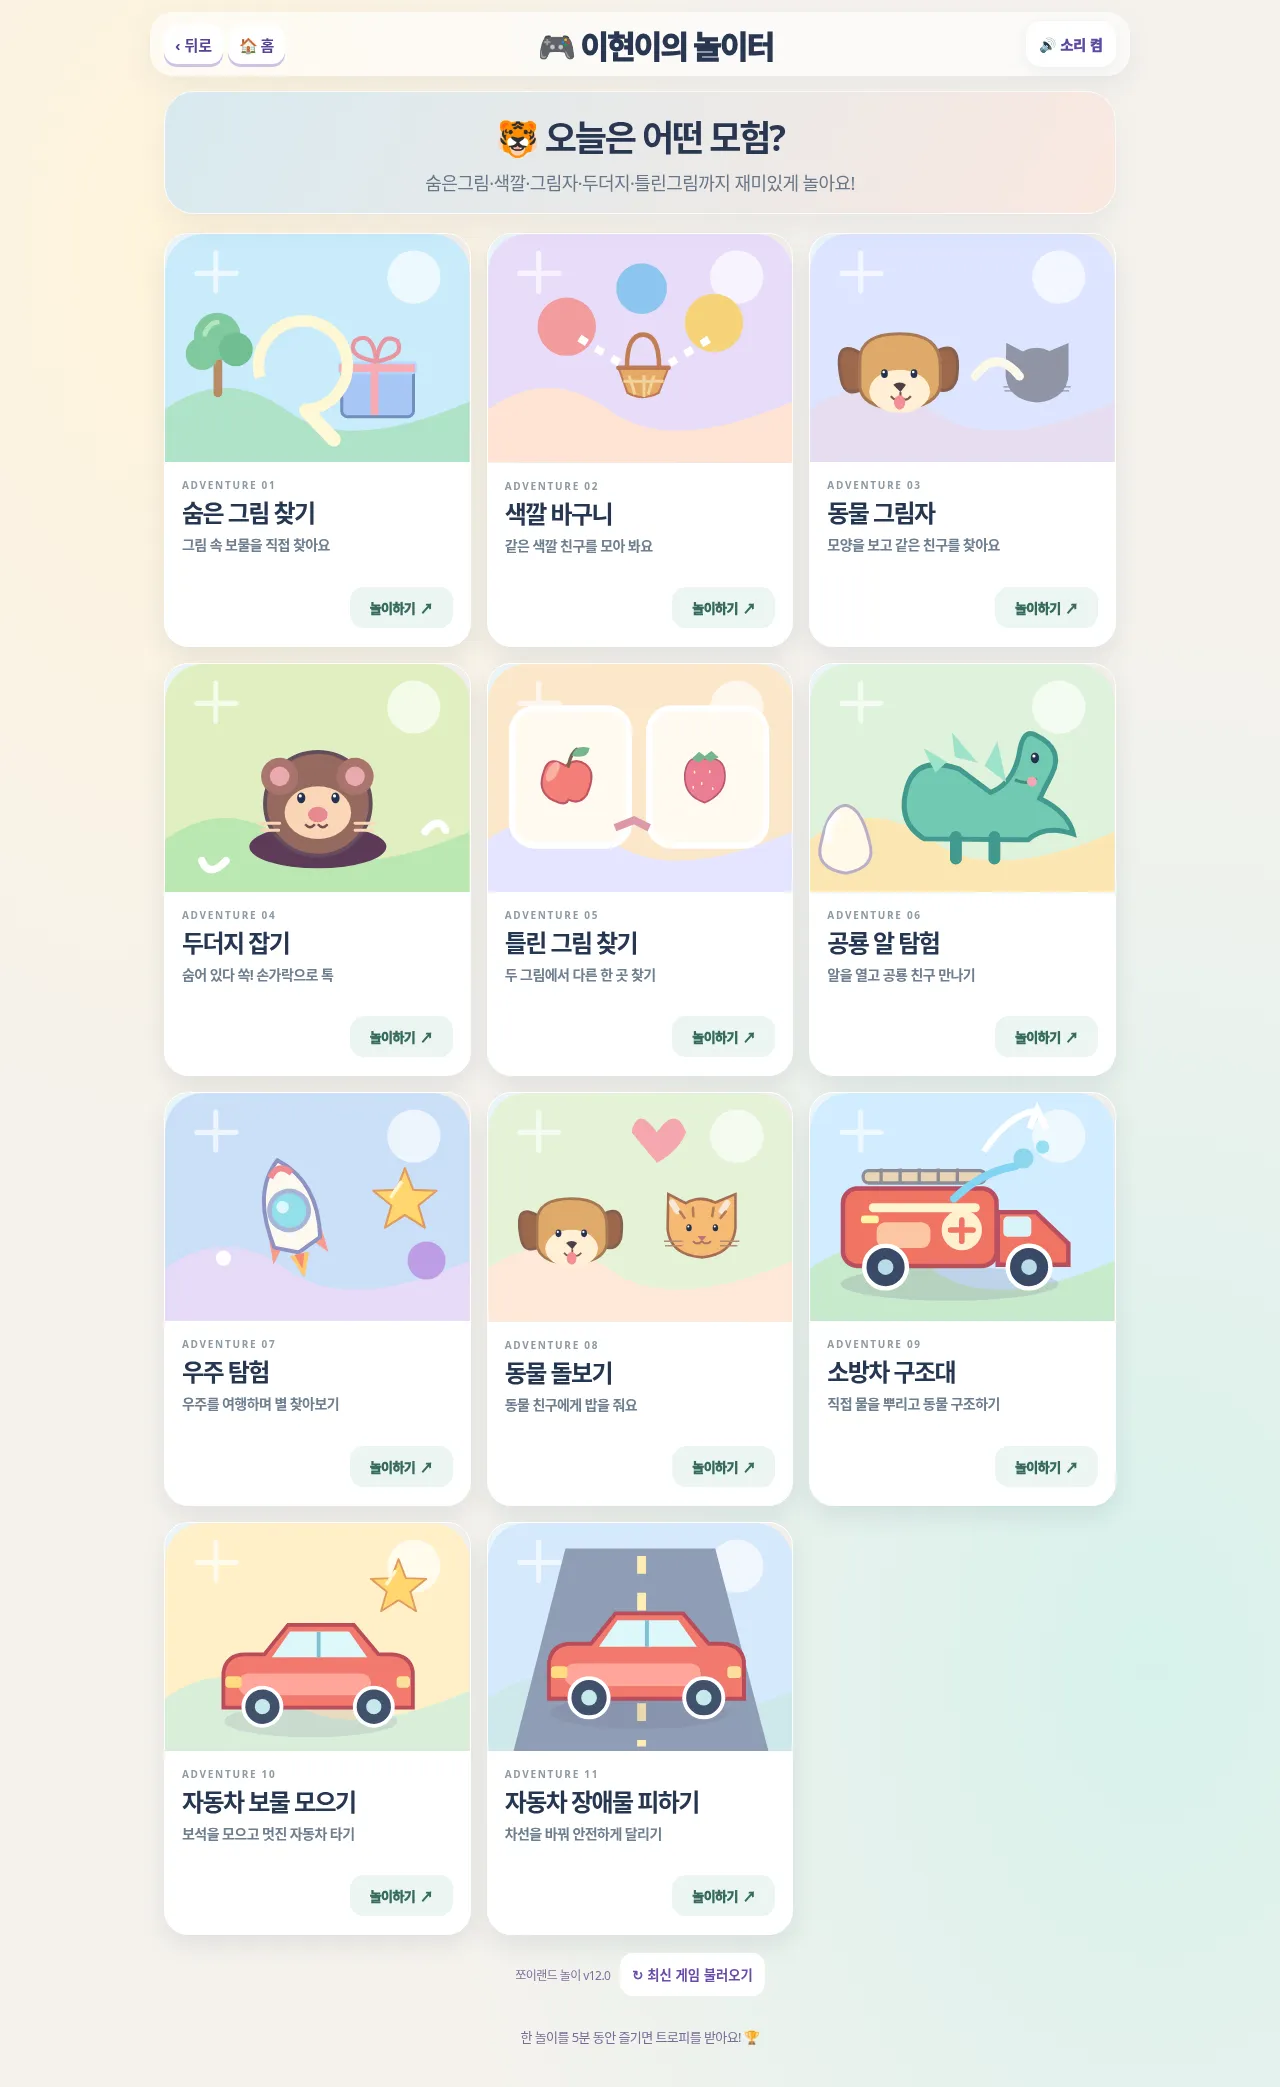 ‹ 뒤로
🏠 홈
🎮 이현이의 놀이터
🔊 소리 켬
🐯 오늘은 어떤 모험?
숨은그림·색깔·그림자·두더지·틀린그림까지 재미있게 놀아요!
ADVENTURE 01
숨은 그림 찾기
그림 속 보물을 직접 찾아요
놀이하기 ↗
ADVENTURE 02
색깔 바구니
같은 색깔 친구를 모아 봐요
놀이하기 ↗
ADVENTURE 03
동물 그림자
모양을 보고 같은 친구를 찾아요
놀이하기 ↗
ADVENTURE 04
두더지 잡기
숨어 있다 쏙! 손가락으로 톡
놀이하기 ↗
ADVENTURE 05
틀린 그림 찾기
두 그림에서 다른 한 곳 찾기
놀이하기 ↗
ADVENTURE 06
공룡 알 탐험
알을 열고 공룡 친구 만나기
놀이하기 ↗
ADVENTURE 07
우주 탐험
우주를 여행하며 별 찾아보기
놀이하기 ↗
ADVENTURE 08
동물 돌보기
동물 친구에게 밥을 줘요
놀이하기 ↗
ADVENTURE 09
소방차 구조대
직접 물을 뿌리고 동물 구조하기
놀이하기 ↗
ADVENTURE 10
자동차 보물 모으기
보석을 모으고 멋진 자동차 타기
놀이하기 ↗
ADVENTURE 11
자동차 장애물 피하기
차선을 바꿔 안전하게 달리기
놀이하기 ↗
쪼이랜드 놀이 v12.0
↻ 최신 게임 불러오기
한 놀이를 5분 동안 즐기면 트로피를 받아요! 🏆